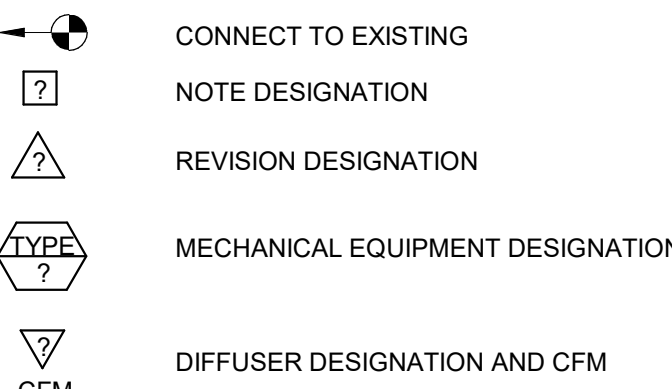 CONNECT TO EXISTING
? NOTE DESIGNATION
? REVISION DESIGNATION
TYPE
? MECHANICAL EQUIPMENT DESIGNATION
? DIFFUSER DESIGNATION AND CFM
CFM